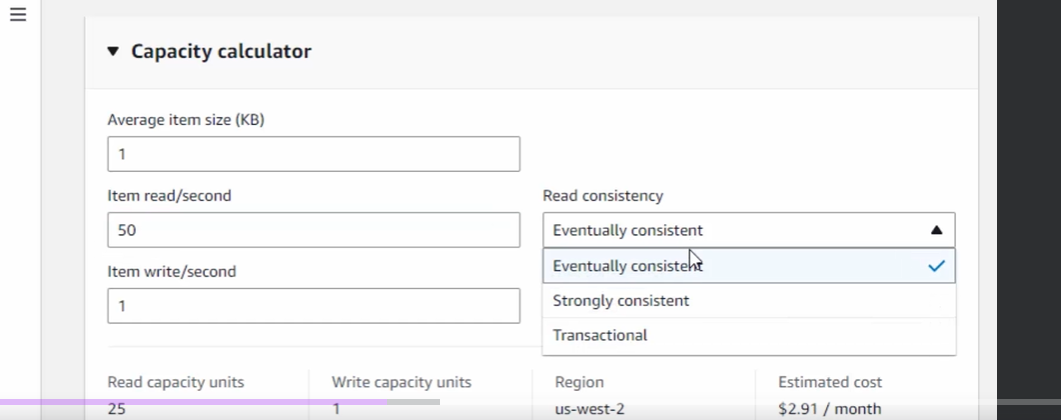 Capacity calculator
Average item size (KB)
1
Item read/second
Read consistency
50
Eventually consistent
Eventually consistent
Item write/second
Strongly consistent
1
Transactional
Read capacity units
Write capacity units
Region
Estimated cost
25
1
us-west-2
$2.91 / month